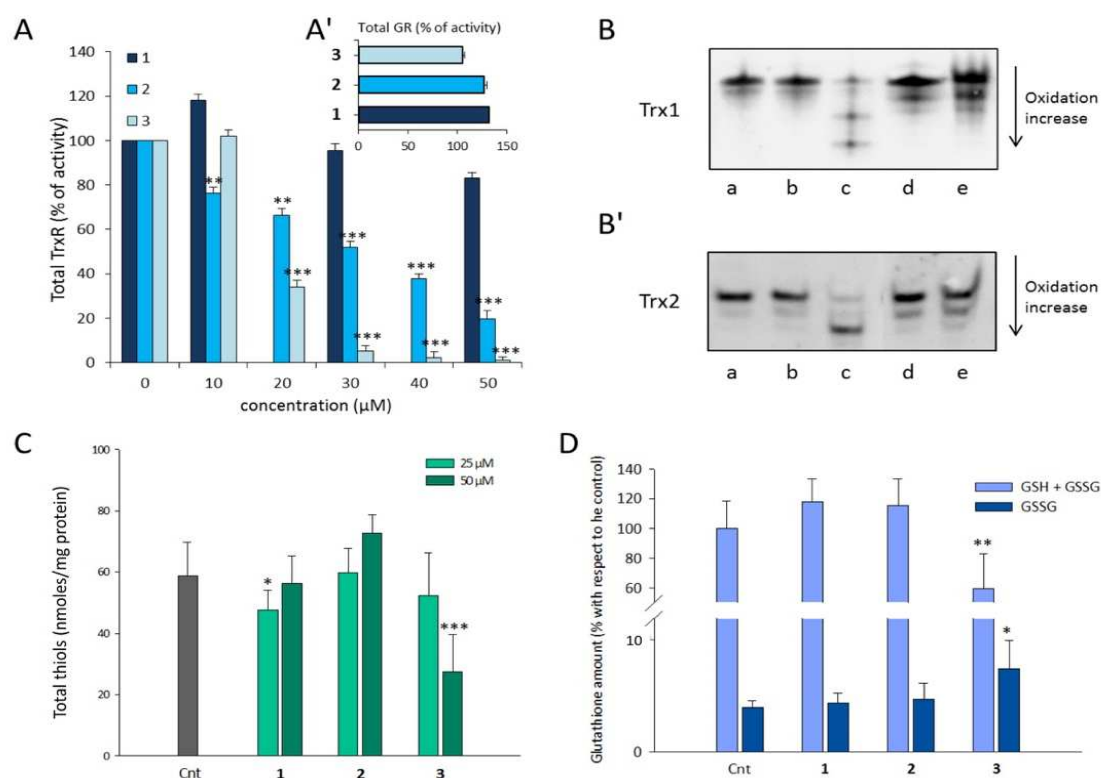 A
Total TrxR (% of activity)
140
120
100
80
60
40
20
0
1
2
3
**
**
***
***
***
***
***
***
***
0 10 20 30 40 50
concentration (µM)
A'
Total GR (% of activity)
3
2
1
0 50 100 150
B
Trx1
Oxidation
increase
a b c d e
B'
Trx2
Oxidation
increase
a b c d e
C
Total thiols (nmoles/mg protein)
100
80
60
40
20
0
25 µM
50 µM
*
***
Cnt 1 2 3
D
Glutathione amount (% with respect to he control)
140
120
100
80
60
10
0
GSH + GSSG
GSSG
**
*
Cnt 1 2 3